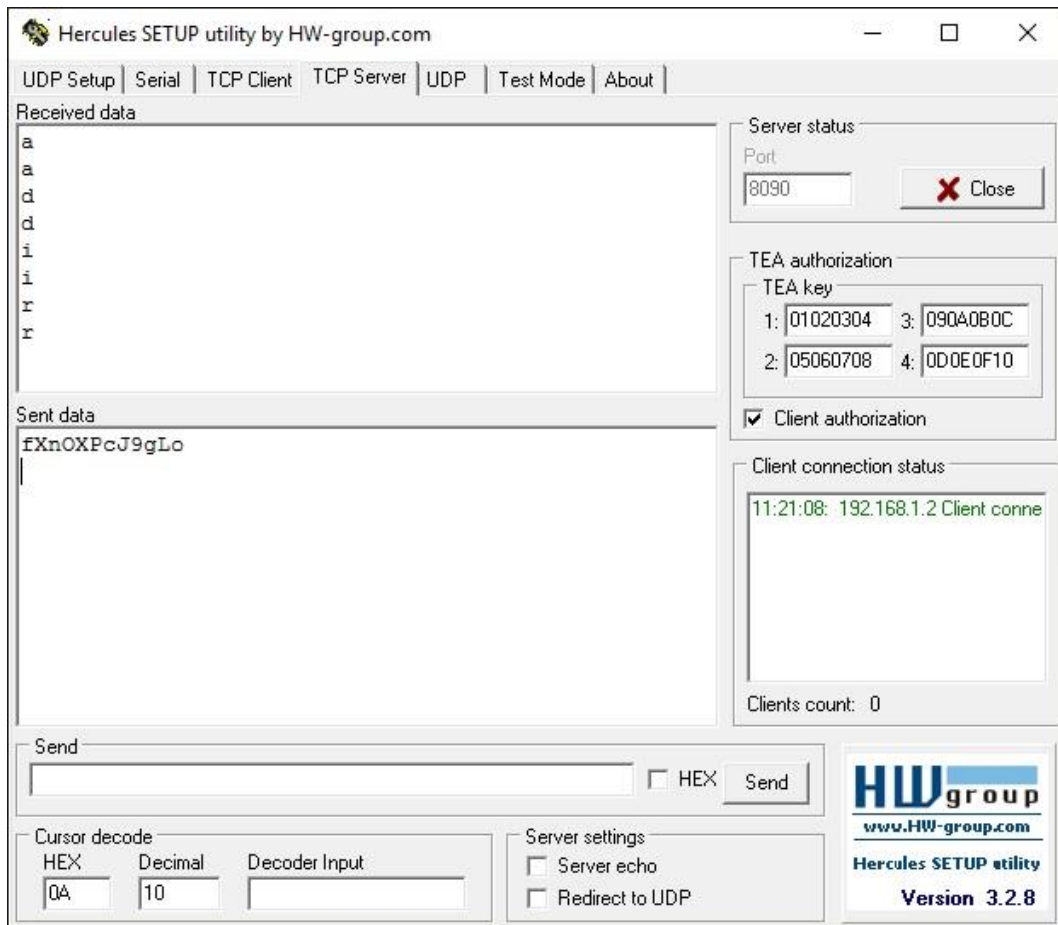 Hercules SETUP utility by HW-group.com
UDP Setup Serial TCP Client TCP Server UDP Test Mode About
Received data
a
a
d
d
i
i
r
r
Sent data
fXnOXPcJ9gLo
Server status
Port
8090 Close
TEA authorization
TEA key
1: 01020304 3: 090A0B0C
2: 05060708 4: 0D0E0F10
Client authorization
Client connection status
11:21:08: 192.168.1.2 Client conne
Clients count: 0
Send
HEX Send
Cursor decode
HEX Decimal Decoder Input
0A 10
Server settings
Server echo
Redirect to UDP
HW group
www.HW-group.com
Hercules SETUP utility
Version 3.2.8